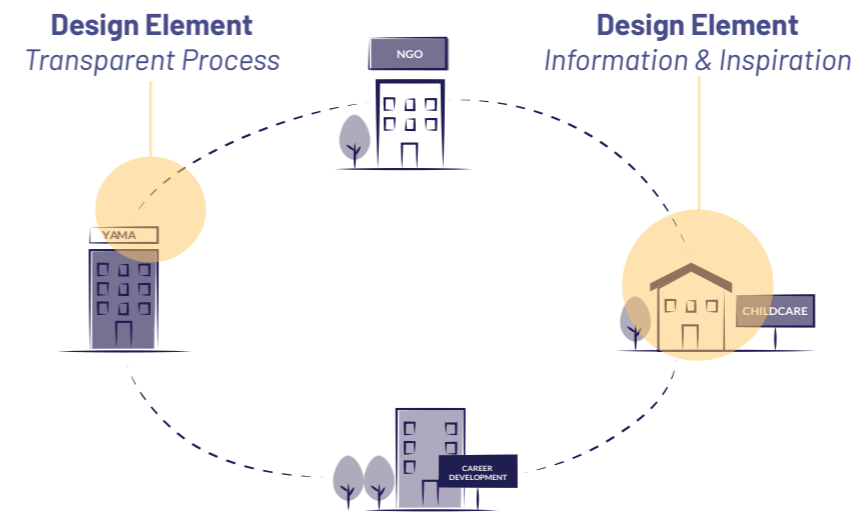 Design Element
Transparent Process
Design Element
Information & Inspiration
NGO
YAMA
CHILDCARE
CAREER
DEVELOPMENT